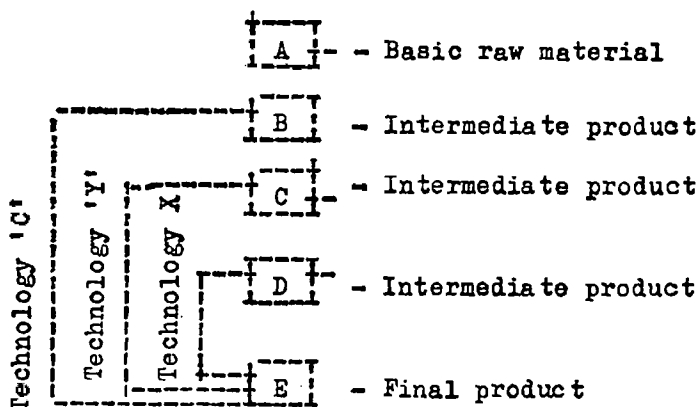 A - Basic raw material
B - Intermediate product
C - Intermediate product
D - Intermediate product
E - Final product
Technology 'C'
Technology 'Y'
Technology X